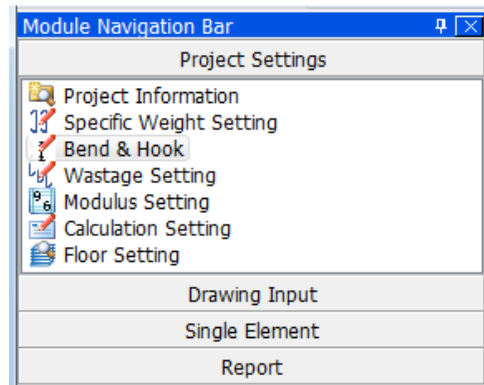 Module Navigation Bar
Project Settings
Project Information
Specific Weight Setting
Bend & Hook
Wastage Setting
Modulus Setting
Calculation Setting
Floor Setting
Drawing Input
Single Element
Report